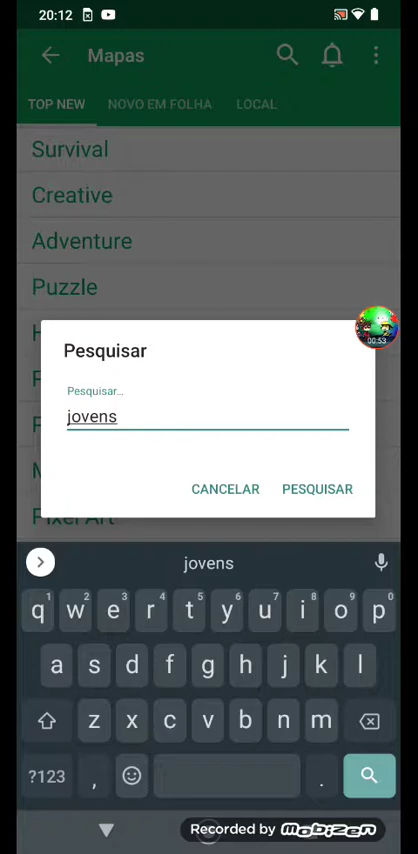 20:12
Mapas
TOP NEW NOVO EM FOLHA LOCAL
Survival
Creative
Adventure
Puzzle
Pesquisar
00:53
Pesquisar...
jovens
CANCELAR PESQUISAR
Pixel Art
jovens
1 2 3 4 5 6 7 8 9 0
q w e r t y u i o p
a s d f g h j k l
z x c v b n m
?123 , .
Recorded by mobizen